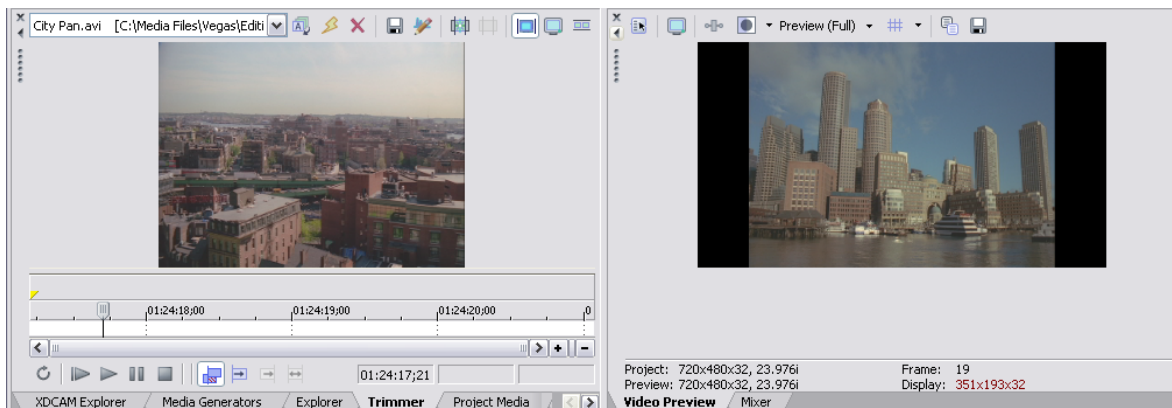 City Pan.avi [C:\Media Files\Vegas\Editi
Preview (Full)
01:24:18;00
01:24:19;00
01:24:20;00
0
01:24:17;21
XDCAM Explorer
Media Generators
Explorer
Trimmer
Project Media
Project: 720x480x32, 23.976i
Frame: 19
Preview: 720x480x32, 23.976i
Display: 351x193x32
Video Preview
Mixer